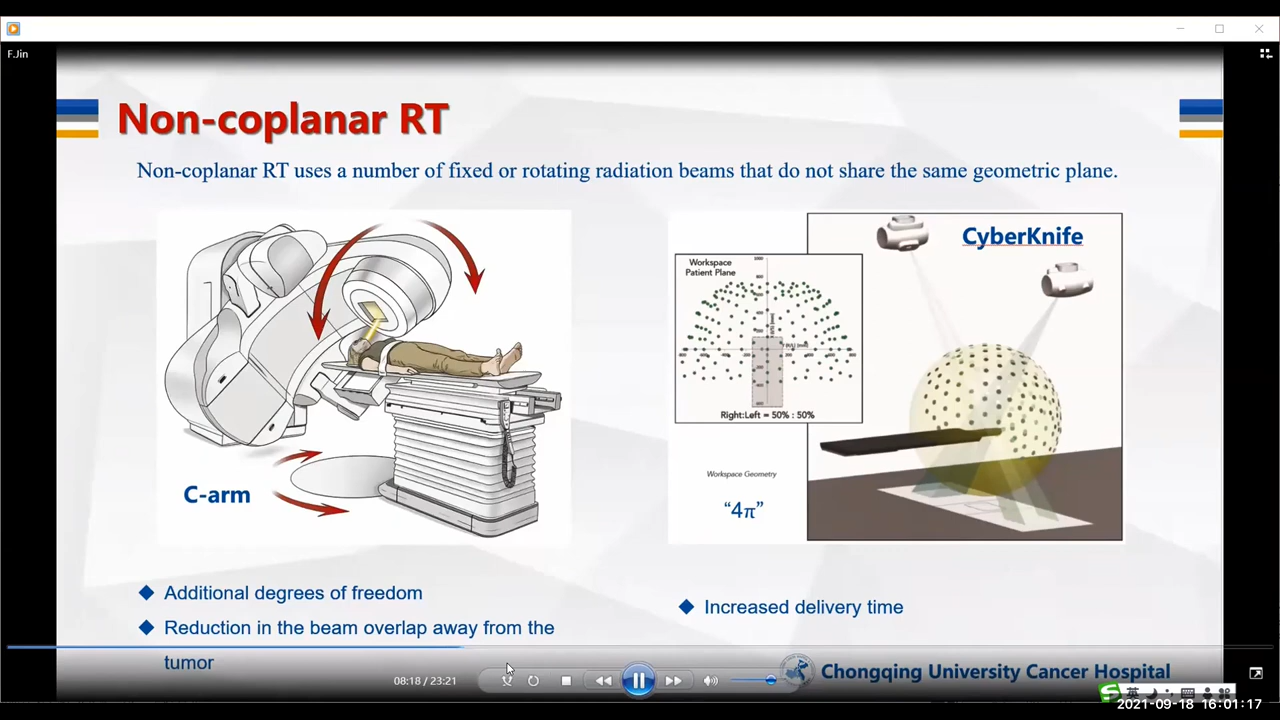 F.Jin
Non-coplanar RT
Non-coplanar RT uses a number of fixed or rotating radiation beams that do not share the same geometric plane.
C-arm
Workspace
Patient Plane
Right:Left = 50% : 50%
Workspace Geometry
“4π”
CyberKnife
◆ Additional degrees of freedom
◆ Reduction in the beam overlap away from the
tumor
◆ Increased delivery time
08:18 / 23:21
Chongqing University Cancer Hospital
英
2021-09-18 16:01:17